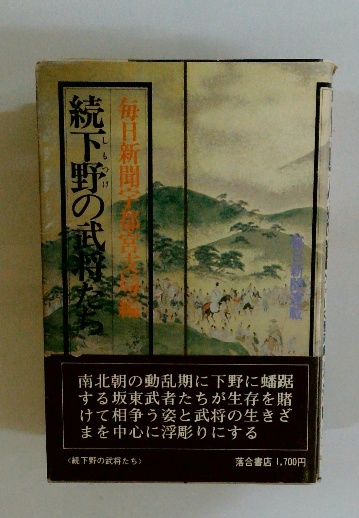 続下野の武将たち
しもつけ
毎日新聞宇都宮支局編
南北朝の動乱期に下野に蟠踞
する坂東武者たちが生存を賭
けて相争う姿と武将の生きざ
まを中心に浮彫りにする
〈続下野の武将たち〉
落合書店 1,700円